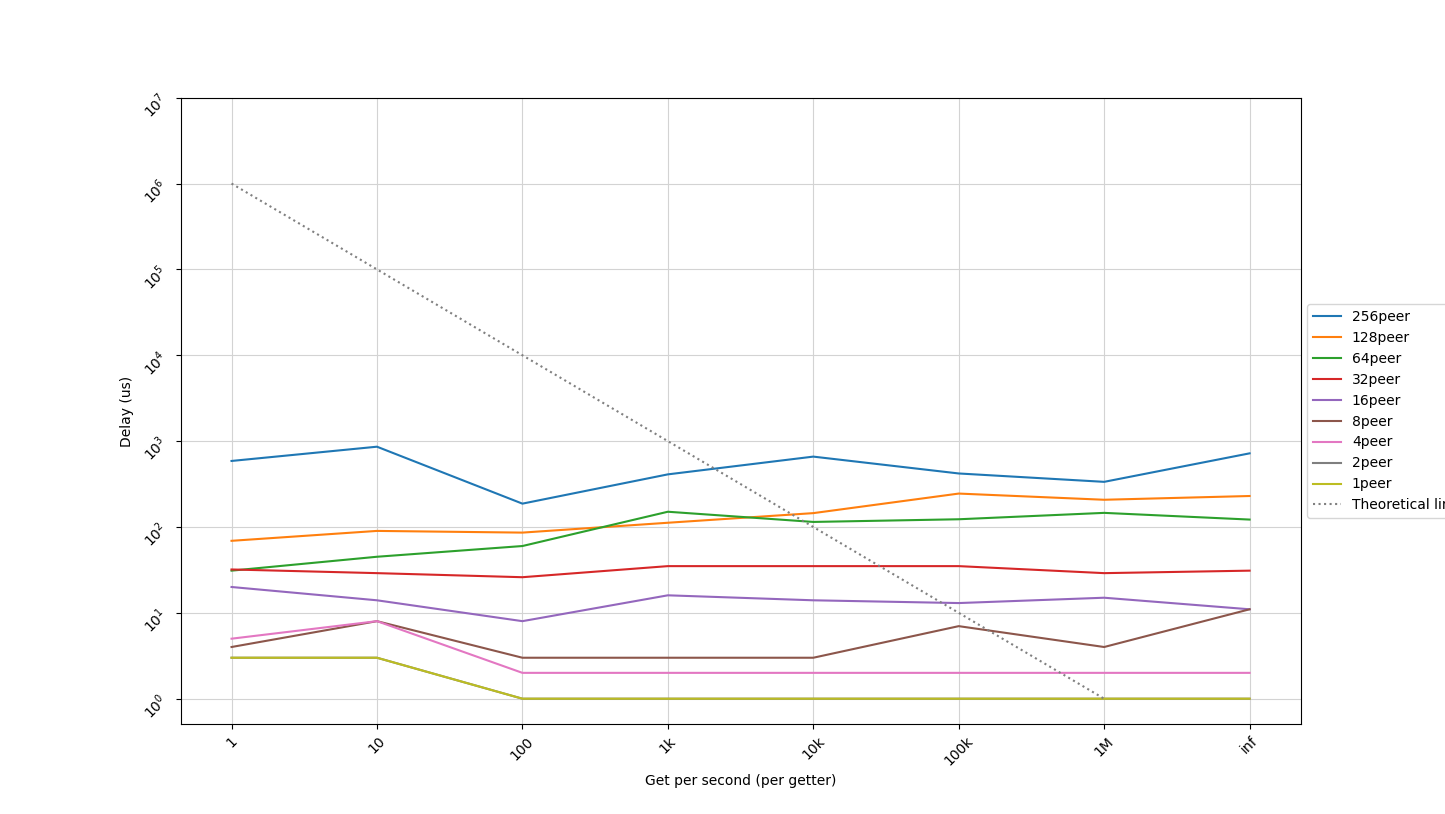 10⁷
10⁶
10⁵
10⁴
10³
10²
10¹
10⁰
Delay (us)
1
10
100
1k
10k
100k
1M
inf
Get per second (per getter)
256peer
128peer
64peer
32peer
16peer
8peer
4peer
2peer
1peer
Theoretical